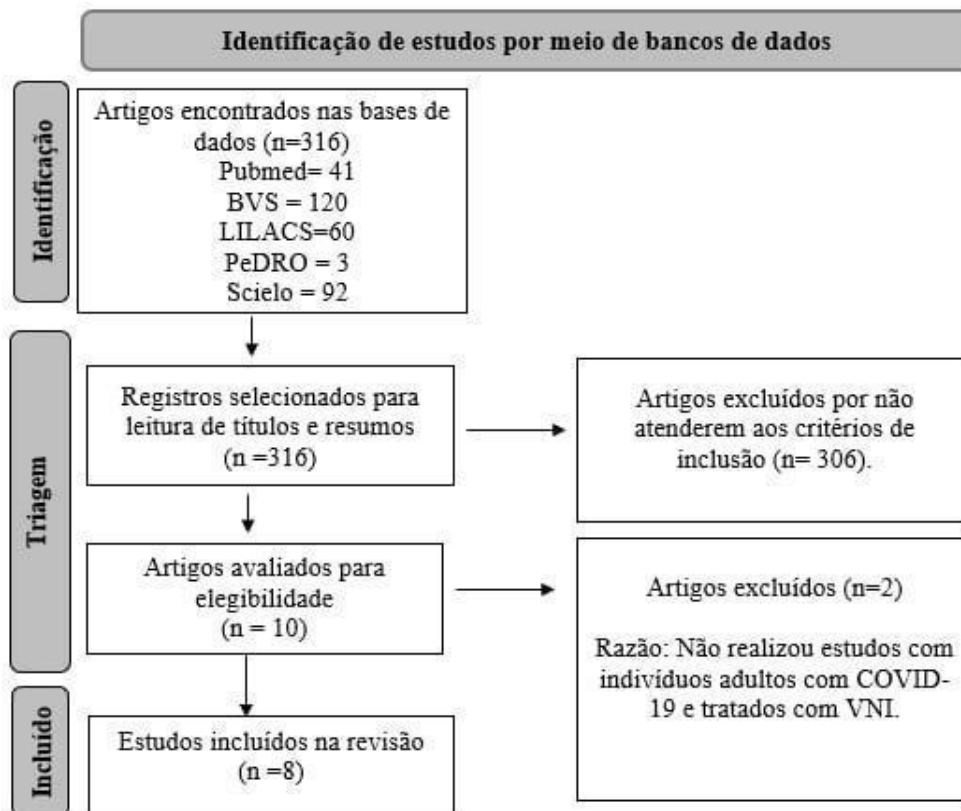 Identificação de estudos por meio de bancos de dados
Identificação
Artigos encontrados nas bases de
dados (n=316)
Pubmed= 41
BVS = 120
LILACS=60
PeDRO = 3
Scielo = 92
Triagem
Registros selecionados para
leitura de títulos e resumos
(n =316)
Artigos excluídos por não
atenderem aos critérios de
inclusão (n= 306).
Artigos avaliados para
elegibilidade
(n = 10)
Artigos excluídos (n=2)
Razão: Não realizou estudos com
indivíduos adultos com COVID-
19 e tratados com VNI.
Incluído
Estudos incluídos na revisão
(n =8)